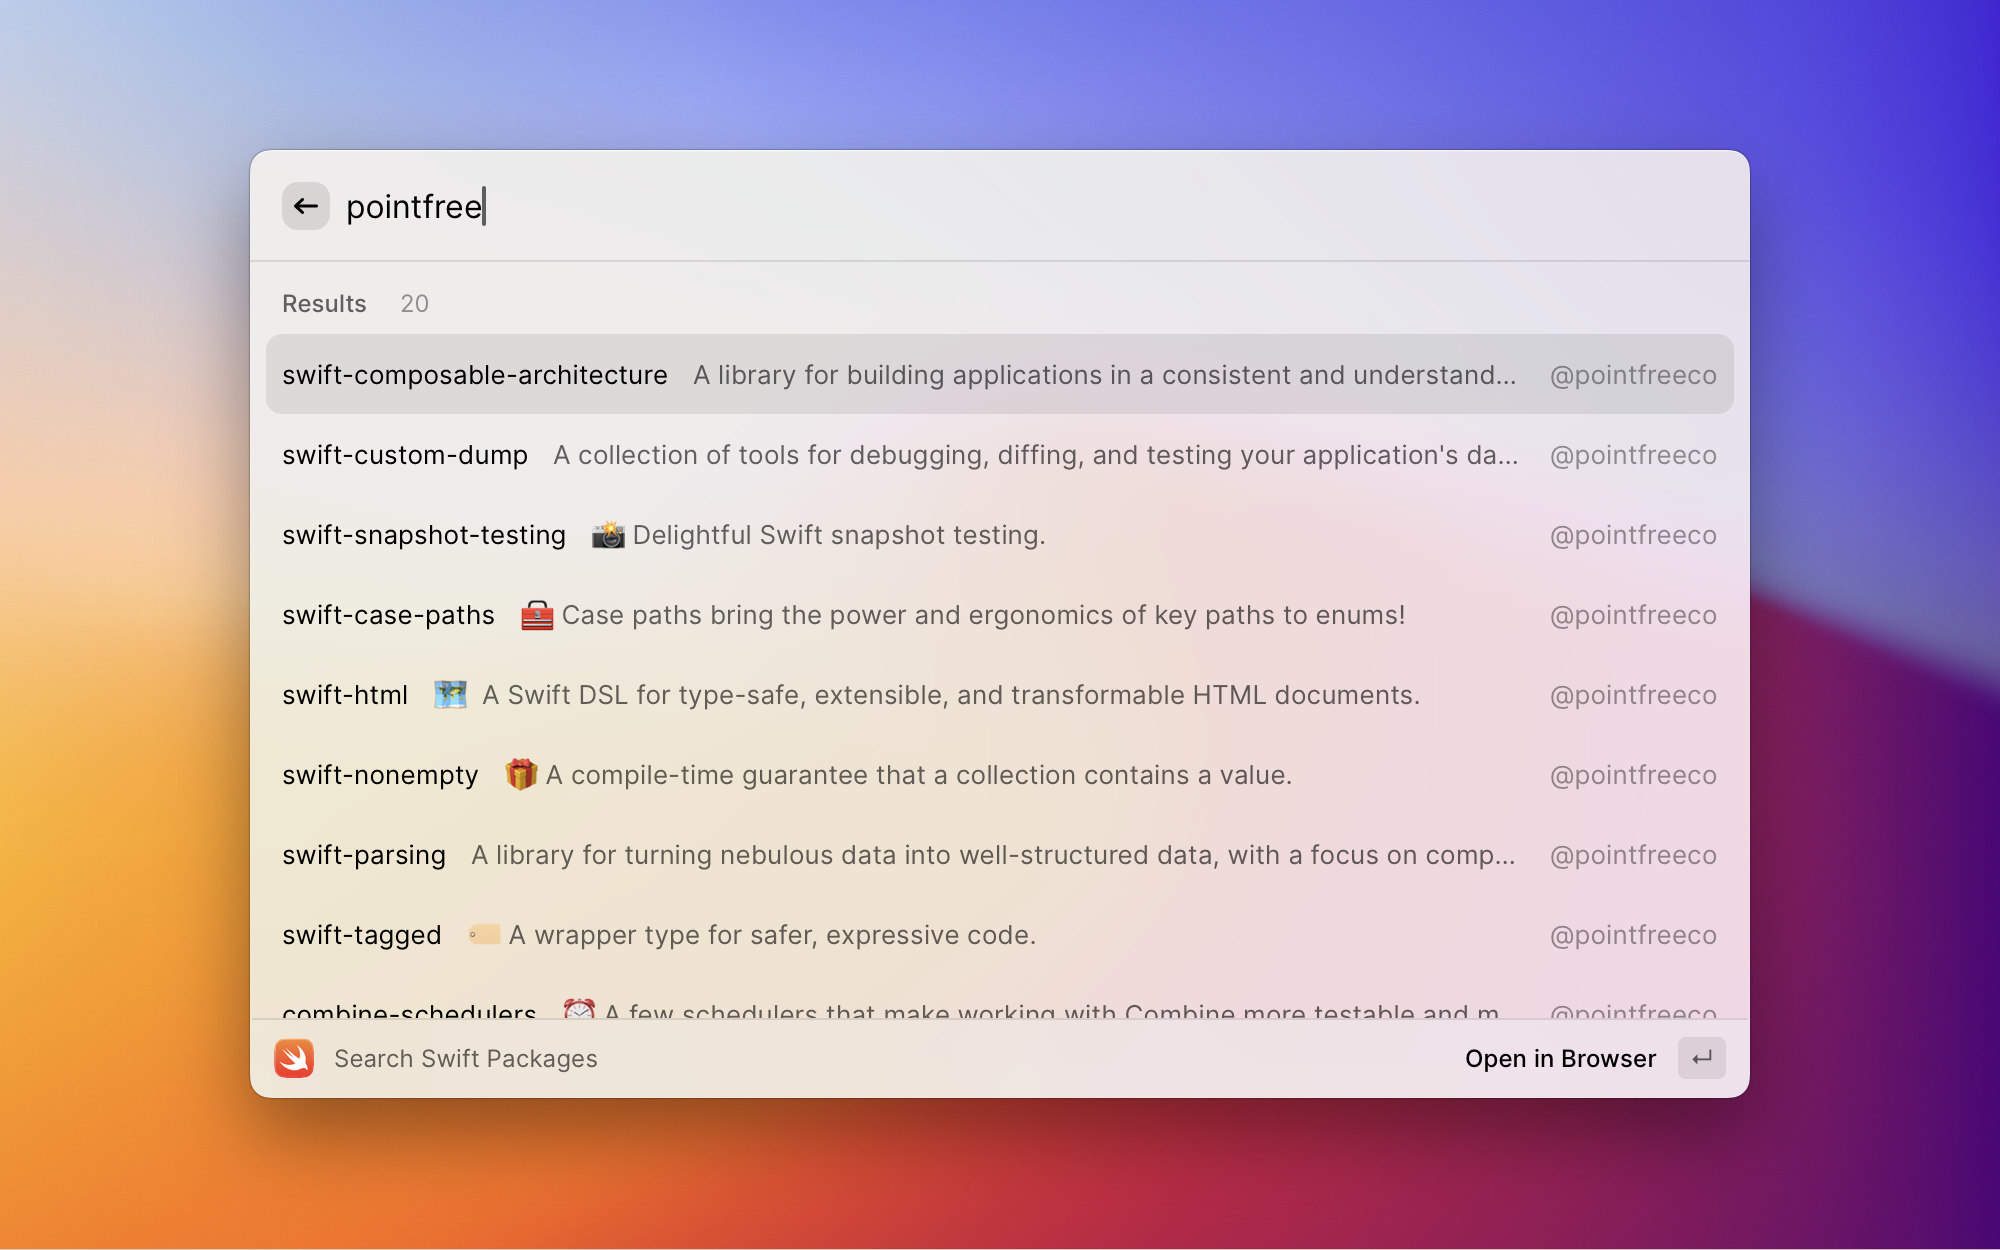 pointfree
Results 20
swift-composable-architecture A library for building applications in a consistent and understand... @pointfreeco
swift-custom-dump A collection of tools for debugging, diffing, and testing your application's da... @pointfreeco
swift-snapshot-testing 📸 Delightful Swift snapshot testing. @pointfreeco
swift-case-paths 🧰 Case paths bring the power and ergonomics of key paths to enums! @pointfreeco
swift-html 🗺️ A Swift DSL for type-safe, extensible, and transformable HTML documents. @pointfreeco
swift-nonempty 🎁 A compile-time guarantee that a collection contains a value. @pointfreeco
swift-parsing A library for turning nebulous data into well-structured data, with a focus on comp... @pointfreeco
swift-tagged 🏷️ A wrapper type for safer, expressive code. @pointfreeco
combine-schedulers ⏰ A few schedulers that make working with Combine more testable and m... @pointfreeco
Search Swift Packages Open in Browser